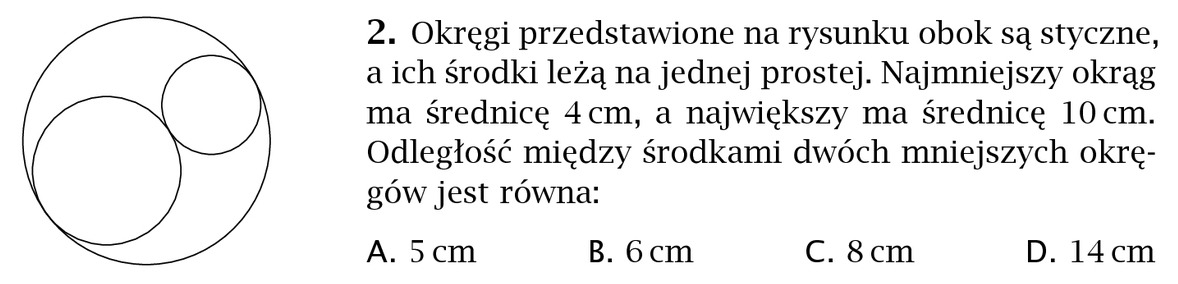 2. Okręgi przedstawione na rysunku obok są styczne,
a ich środki leżą na jednej prostej. Najmniejszy okrąg
ma średnicę 4 cm, a największy ma średnicę 10 cm.
Odległość między środkami dwóch mniejszych okrę-
gów jest równa:
A. 5 cm B. 6 cm C. 8 cm D. 14 cm